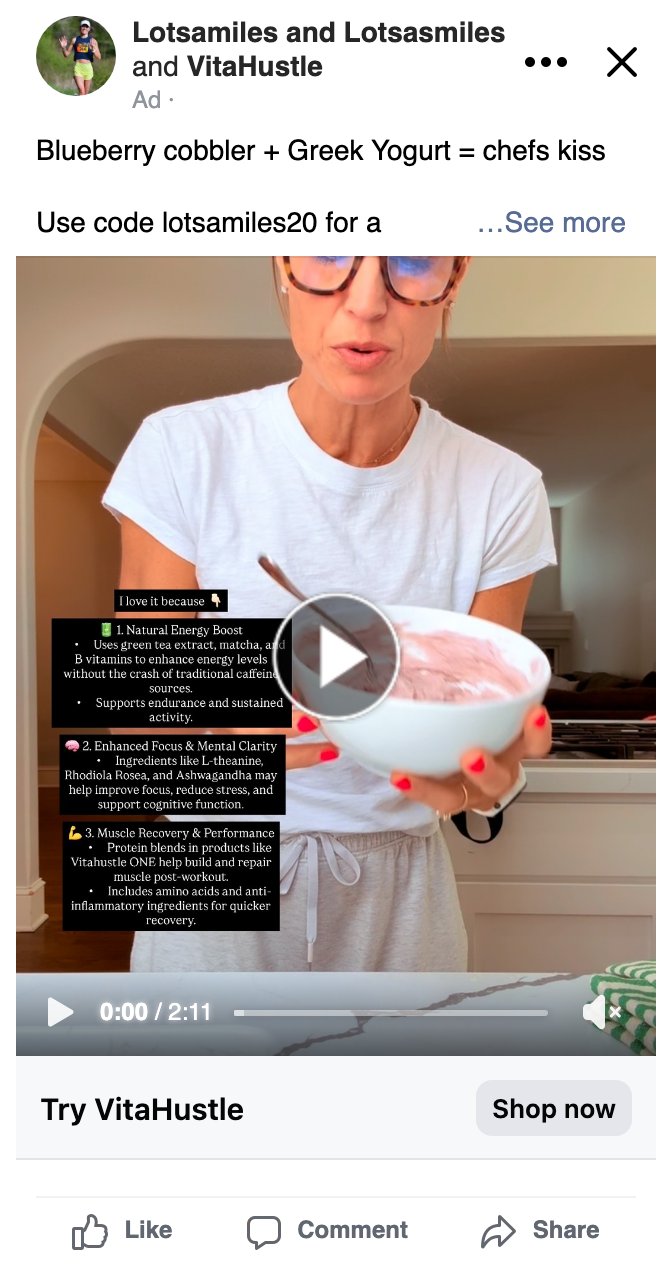 Lotsamiles and Lotsasmiles
and VitaHustle
Ad ·
Blueberry cobbler + Greek Yogurt = chefs kiss
Use code lotsamiles20 for a ...See more
I love it because 👇🏻
🔋 1. Natural Energy Boost
• Uses green tea extract, matcha, and
B vitamins to enhance energy levels
without the crash of traditional caffeine
sources.
• Supports endurance and sustained
activity.
🧠 2. Enhanced Focus & Mental Clarity
• Ingredients like L-theanine,
Rhodiola Rosea, and Ashwagandha may
help improve focus, reduce stress, and
support cognitive function.
💪 3. Muscle Recovery & Performance
• Protein blends in products like
Vitahustle ONE help build and repair
muscle post-workout.
• Includes amino acids and anti-
inflammatory ingredients for quicker
recovery.
0:00 / 2:11
Try VitaHustle
Shop now
Like
Comment
Share